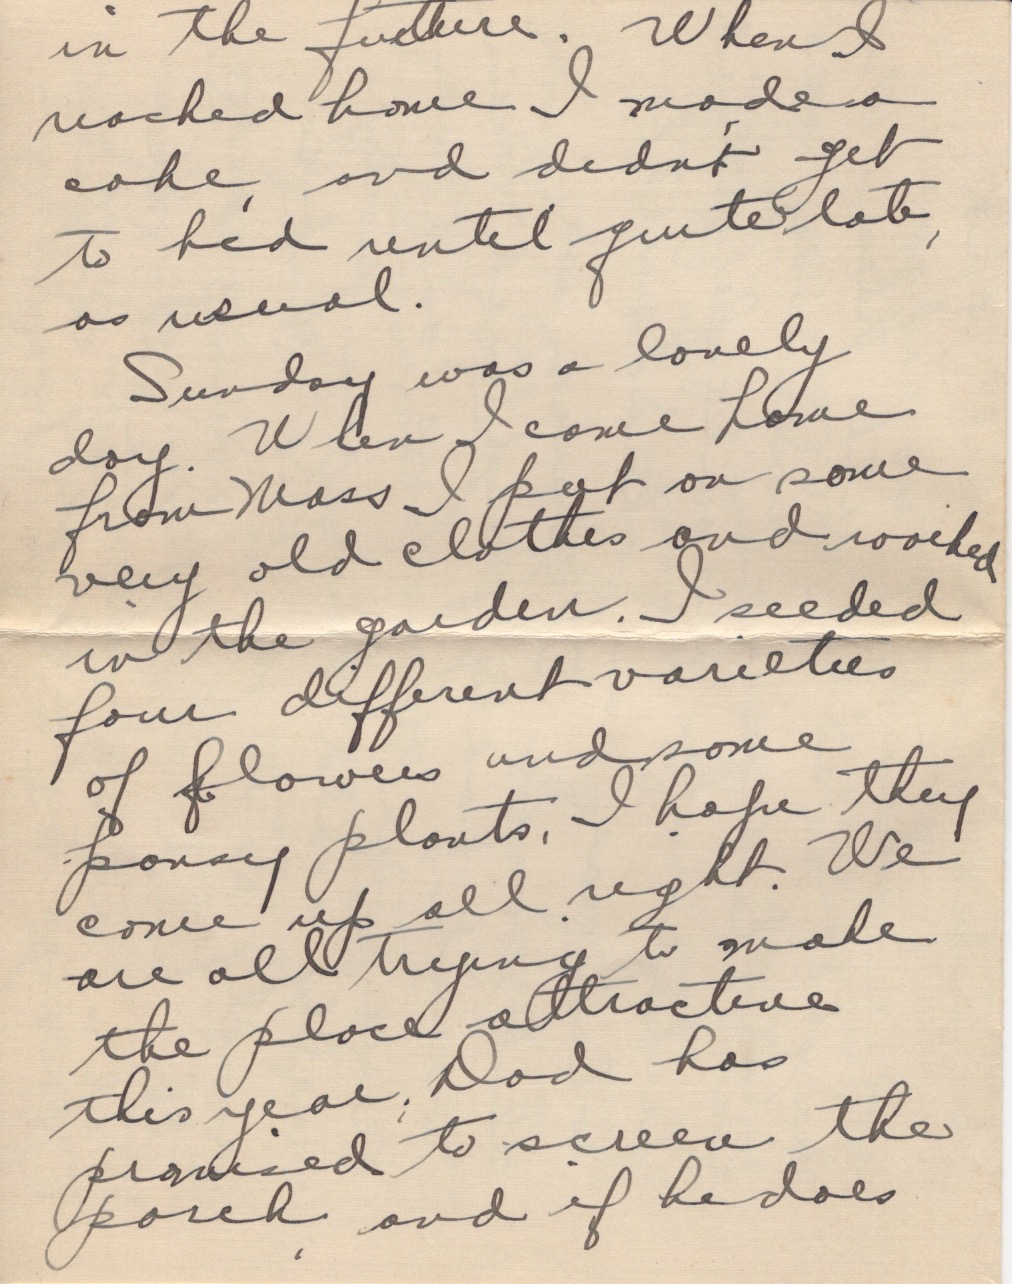 in the future. When I
reached home I made a
cake, and didn't get
to bed until quite late,
as usual.
Sunday was a lovely
day. When I came home
from Mass I put on some
very old clothes and worked
in the garden. I seeded
four different varieties
of flowers and some
pansy plants. I hope they
come up all right. We
are all trying to make
the place attractive
this year. Dad has
promised to screen the
porch, and if he does